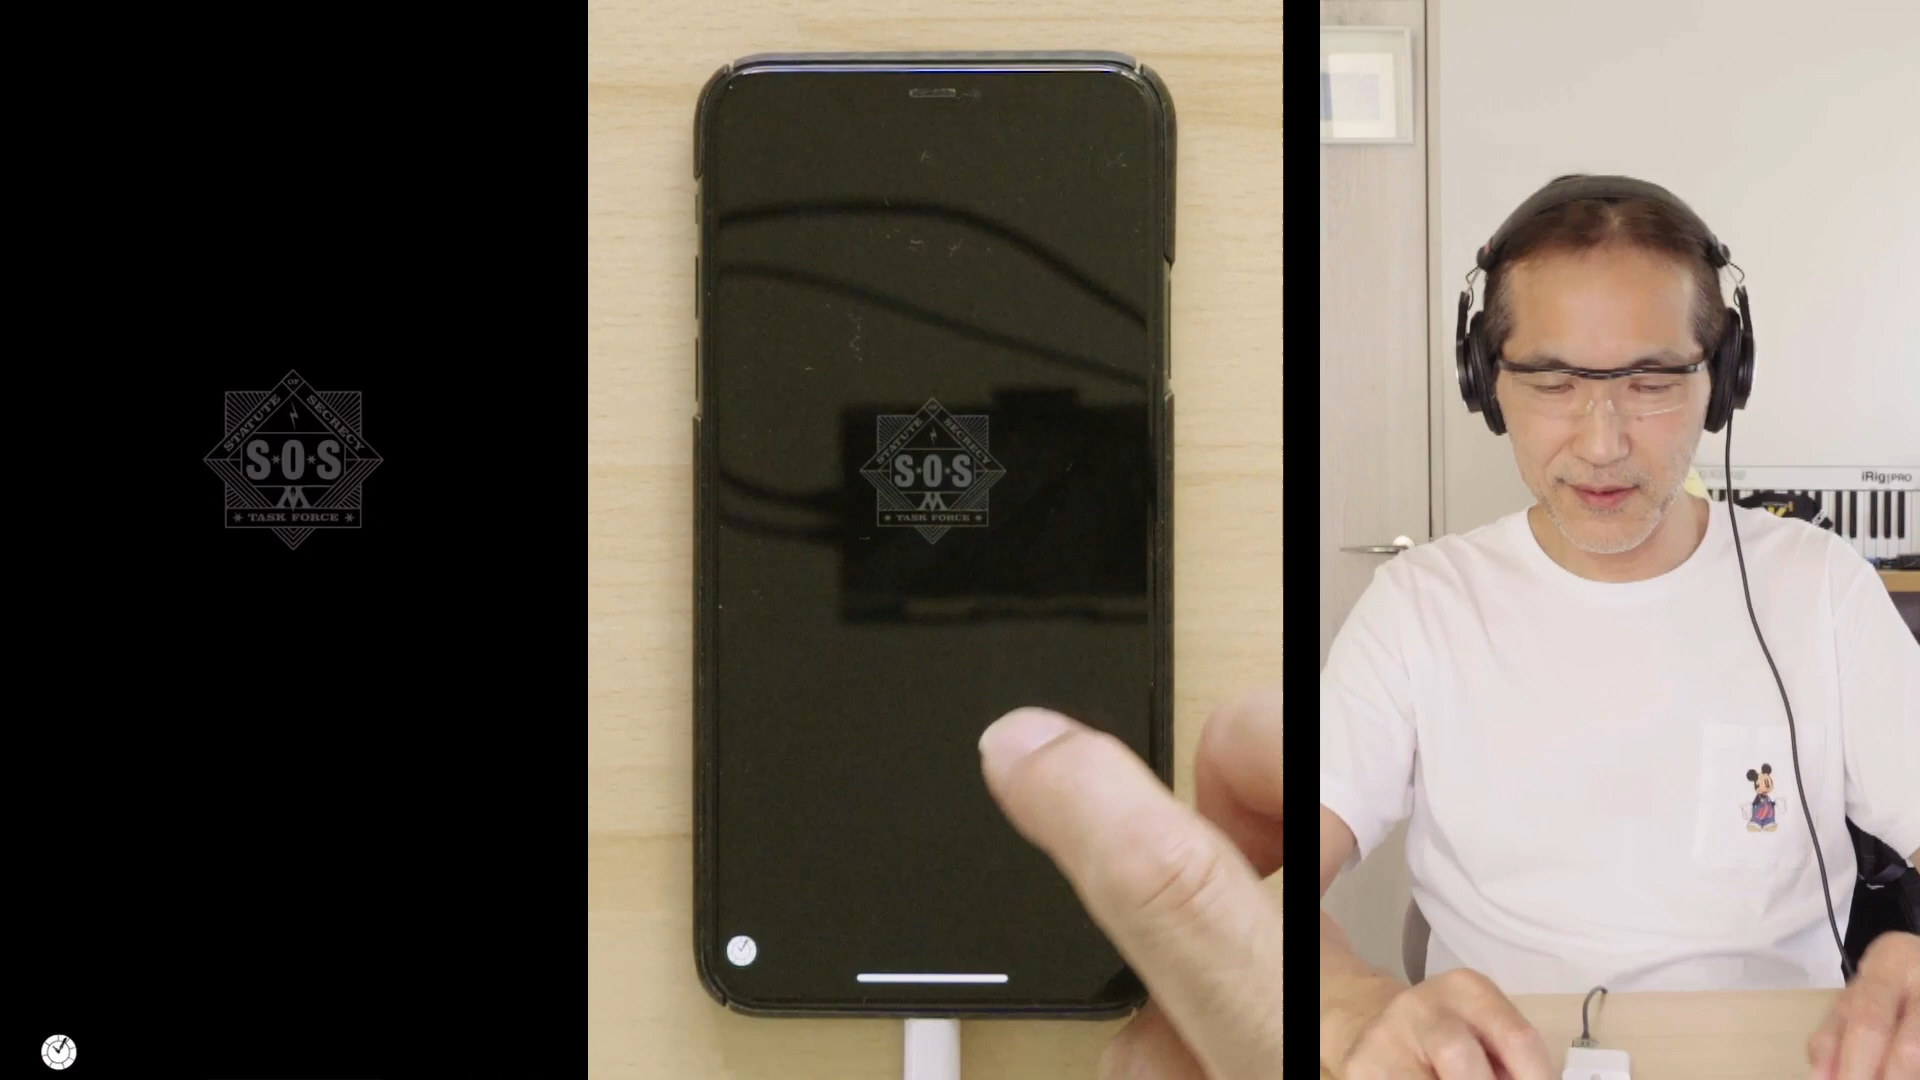 OF
STATUTE SECRECY
S*O*S
M
* TASK FORCE *
OF
STATUTE SECRECY
S*O*S
M
* TASK FORCE *
iRig PRO